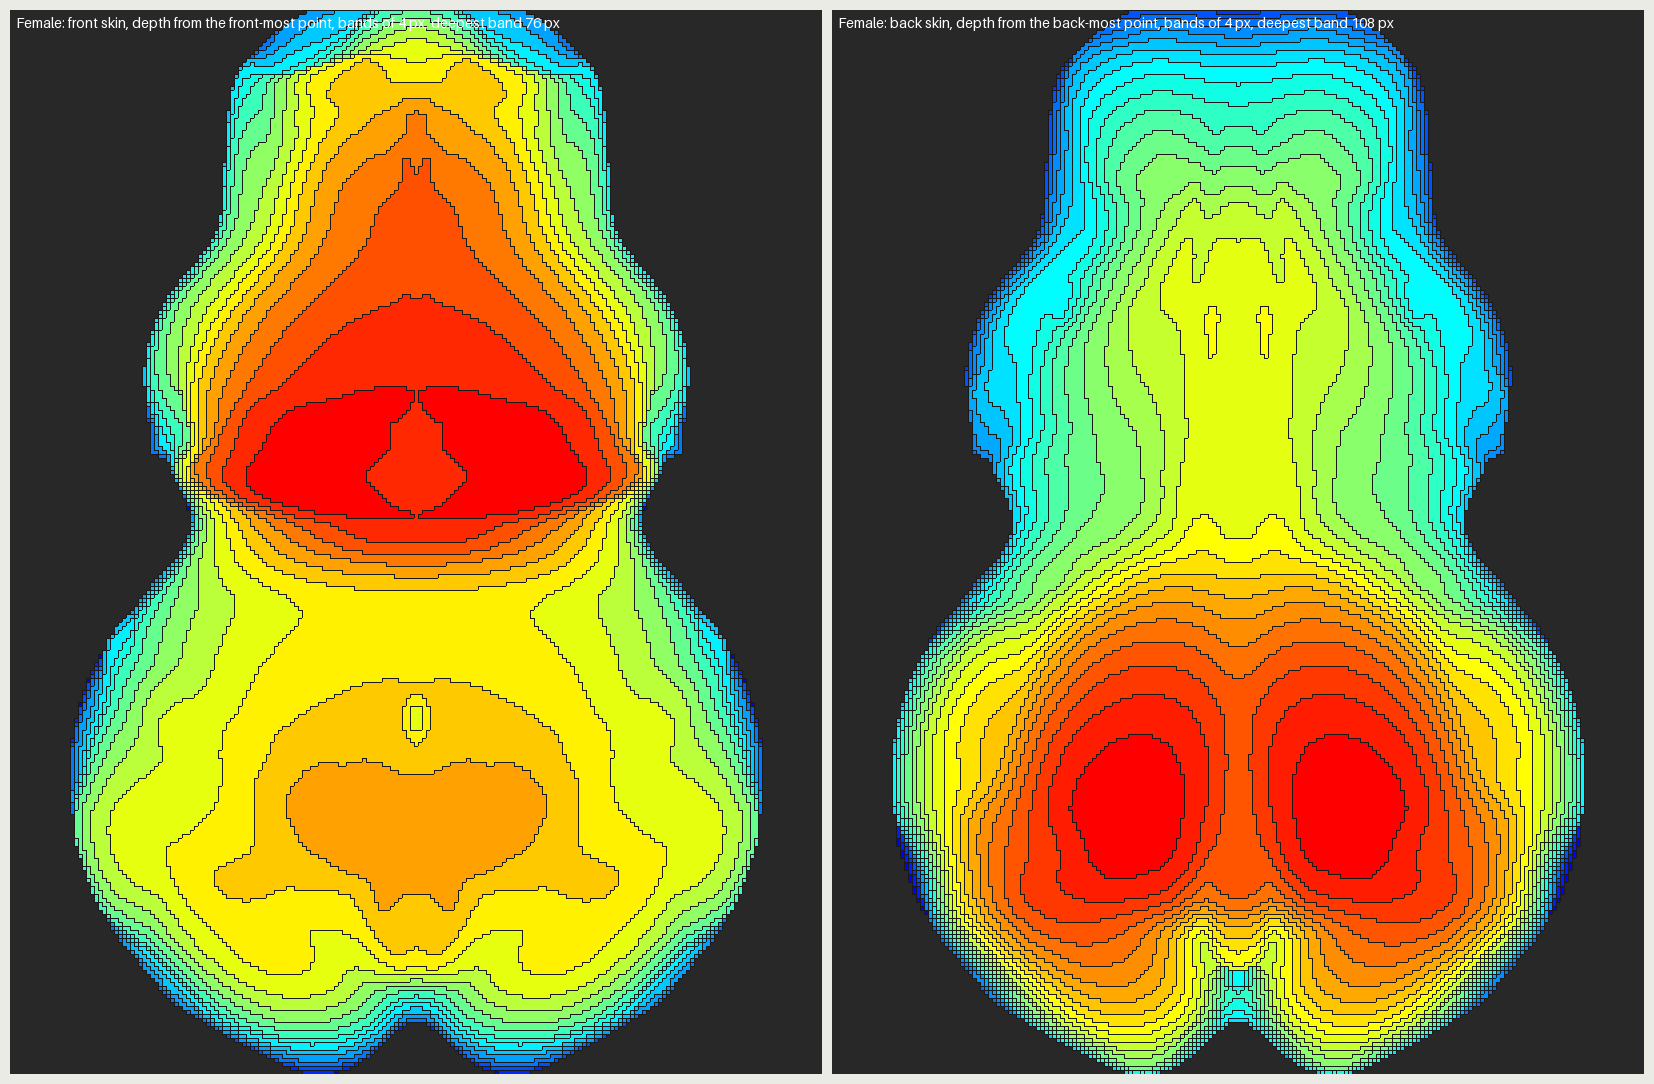 Female: front skin, depth from the front-most point, bands of 4 px, deepest band 76 px
Female: back skin, depth from the back-most point, bands of 4 px, deepest band 108 px